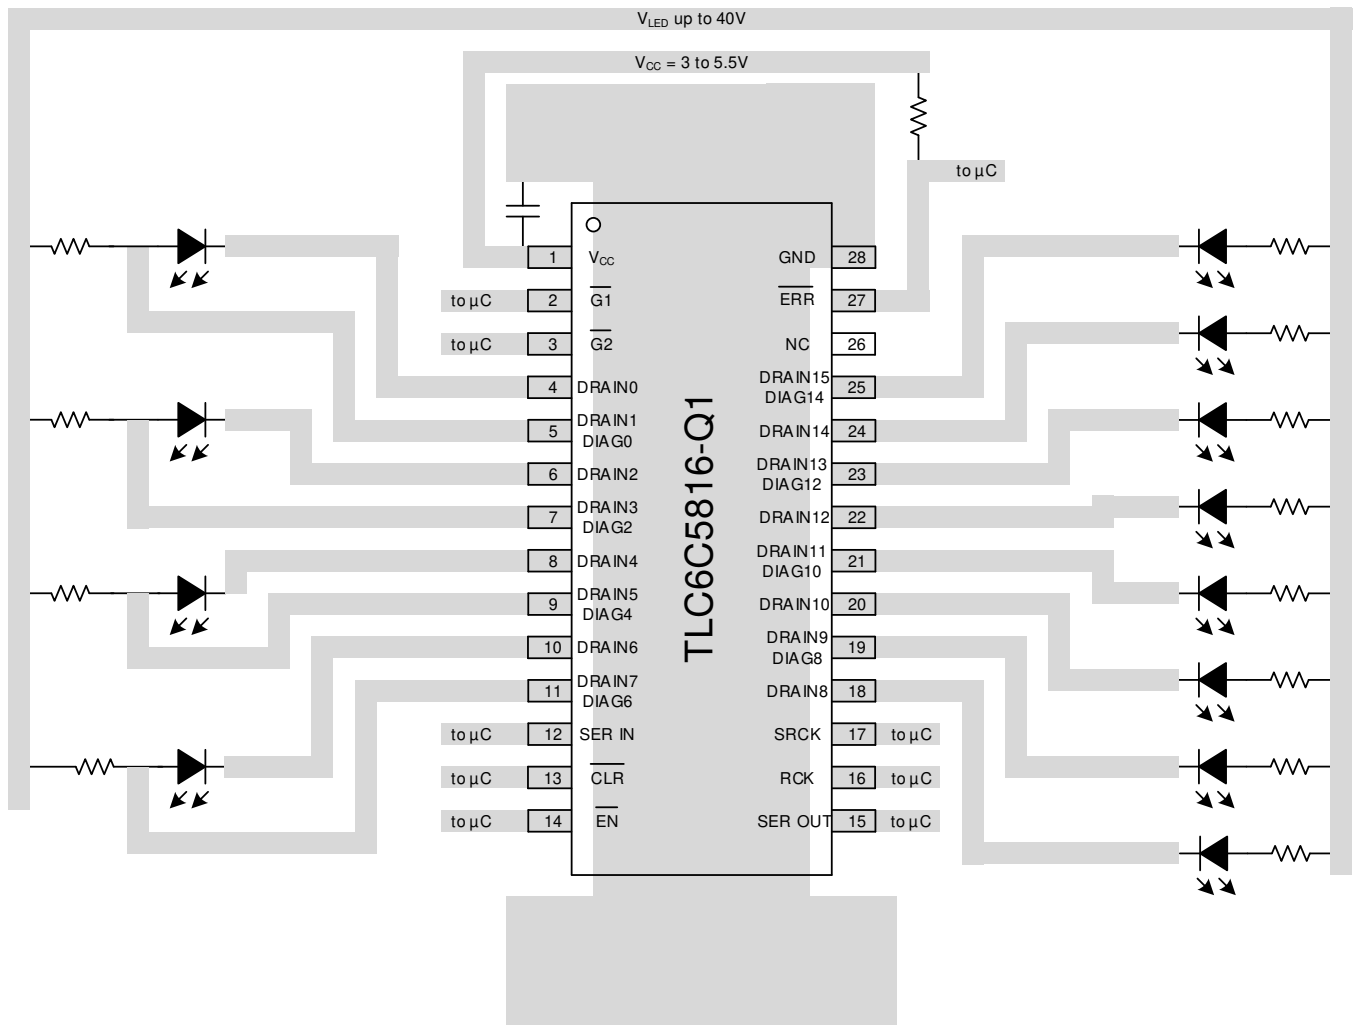 V_LED up to 40V
V_CC = 3 to 5.5V
to µC
TLC6C5816-Q1
1 V_CC
to µC 2 G1̅
to µC 3 G2̅
4 DRAIN0
5 DRAIN1
DIAG0
6 DRAIN2
7 DRAIN3
DIAG2
8 DRAIN4
9 DRAIN5
DIAG4
10 DRAIN6
11 DRAIN7
DIAG6
to µC 12 SER IN
to µC 13 CLR̅
to µC 14 EN̅
GND 28
ERR̅ 27
NC 26
DRAIN15
DIAG14 25
DRAIN14 24
DRAIN13
DIAG12 23
DRAIN12 22
DRAIN11
DIAG10 21
DRAIN10 20
DRAIN9
DIAG8 19
DRAIN8 18
SRCK 17 to µC
RCK 16 to µC
SER OUT 15 to µC